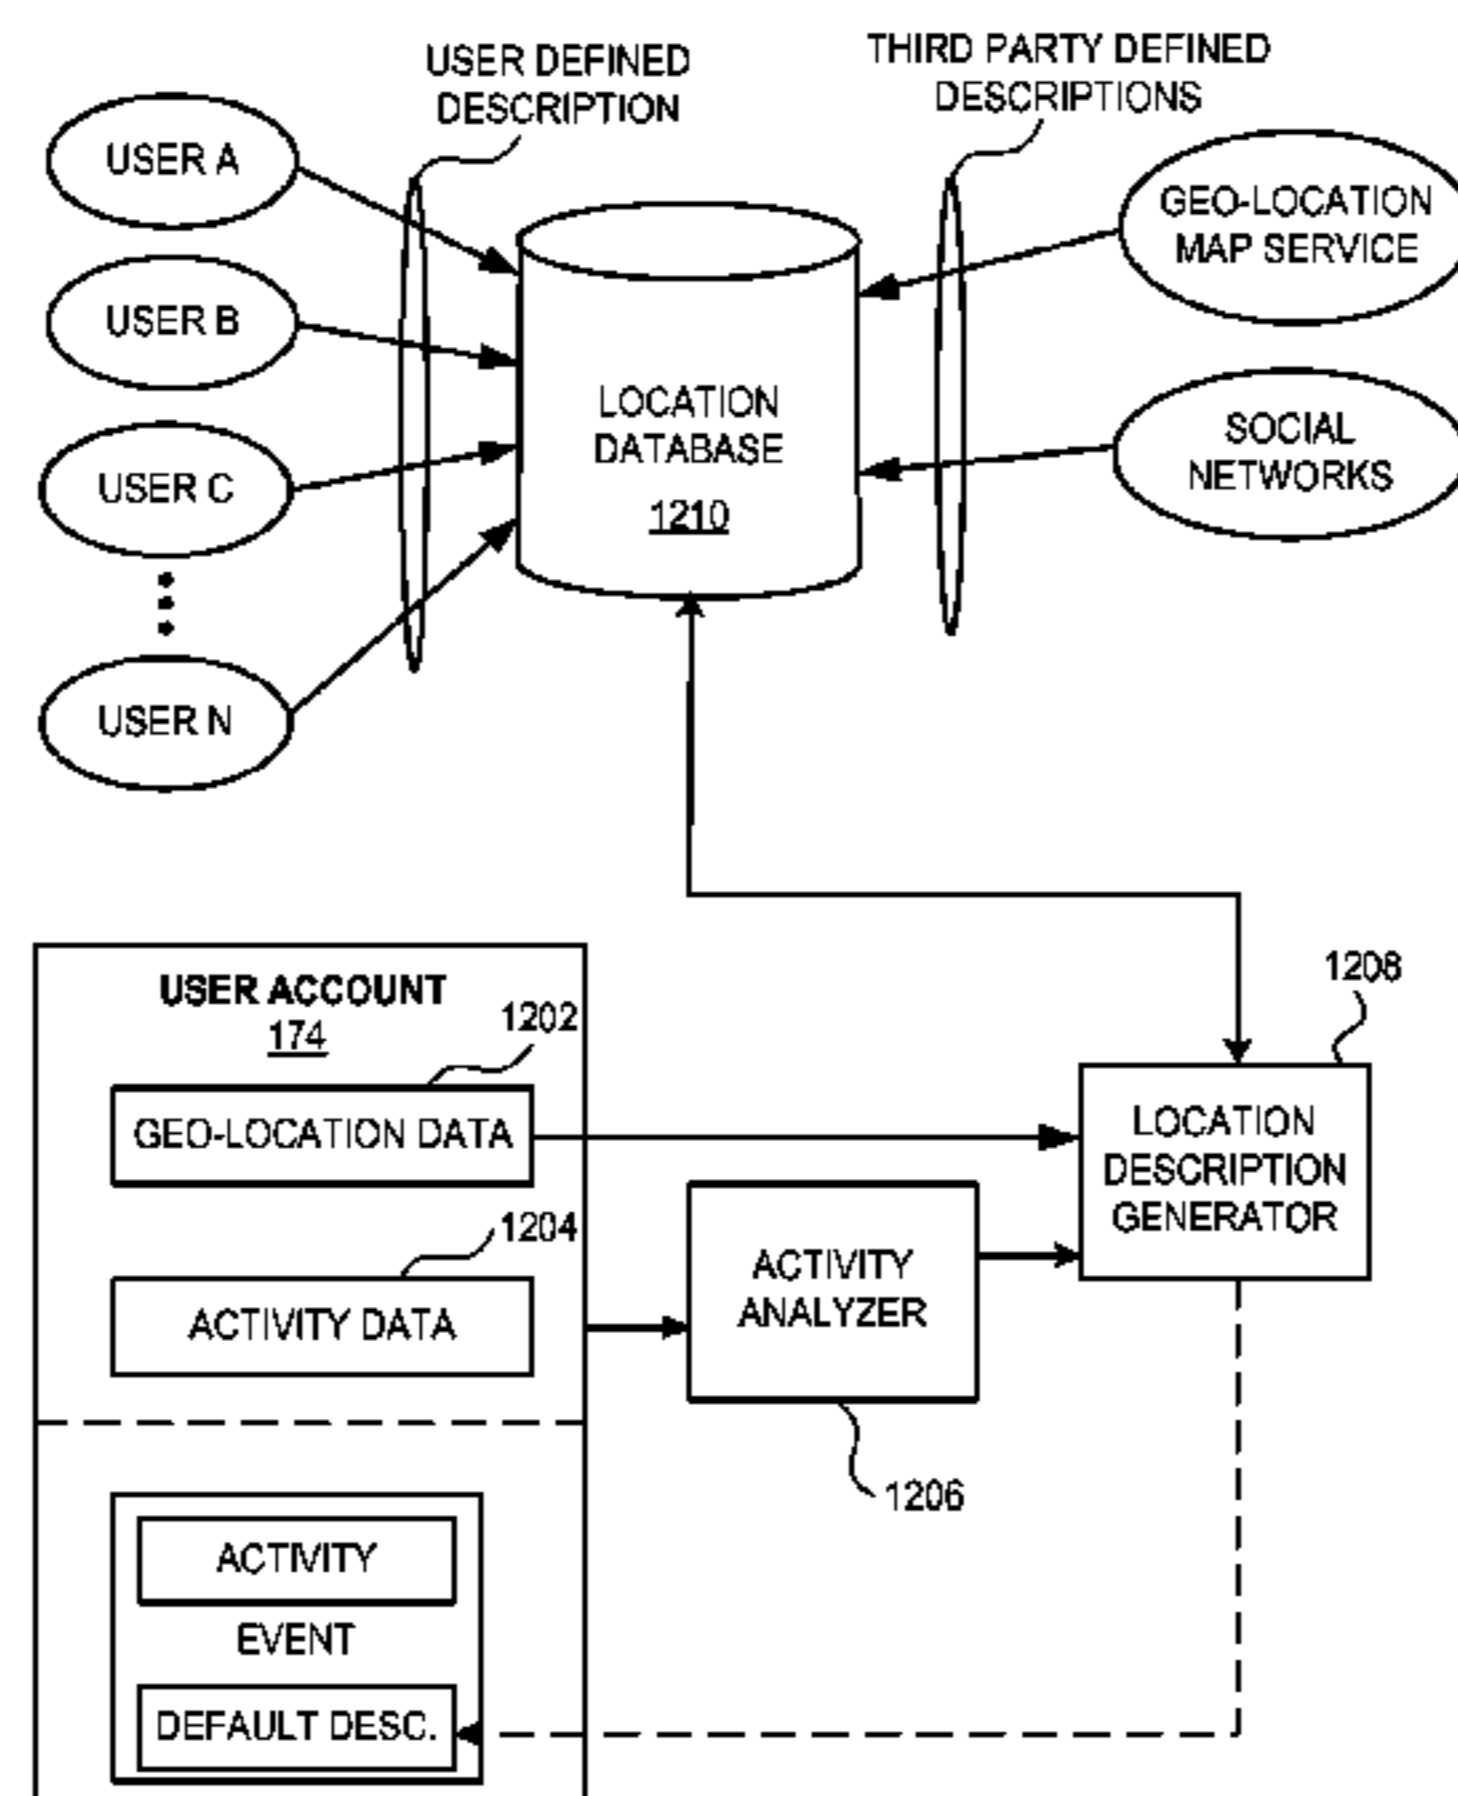 USER DEFINED
DESCRIPTION
THIRD PARTY DEFINED
DESCRIPTIONS
USER A
USER B
USER C
USER N
LOCATION
DATABASE
1210
GEO-LOCATION
MAP SERVICE
SOCIAL
NETWORKS
USER ACCOUNT
174
1202
GEO-LOCATION DATA
1204
ACTIVITY DATA
ACTIVITY
ANALYZER
1206
1208
LOCATION
DESCRIPTION
GENERATOR
ACTIVITY
EVENT
DEFAULT DESC.